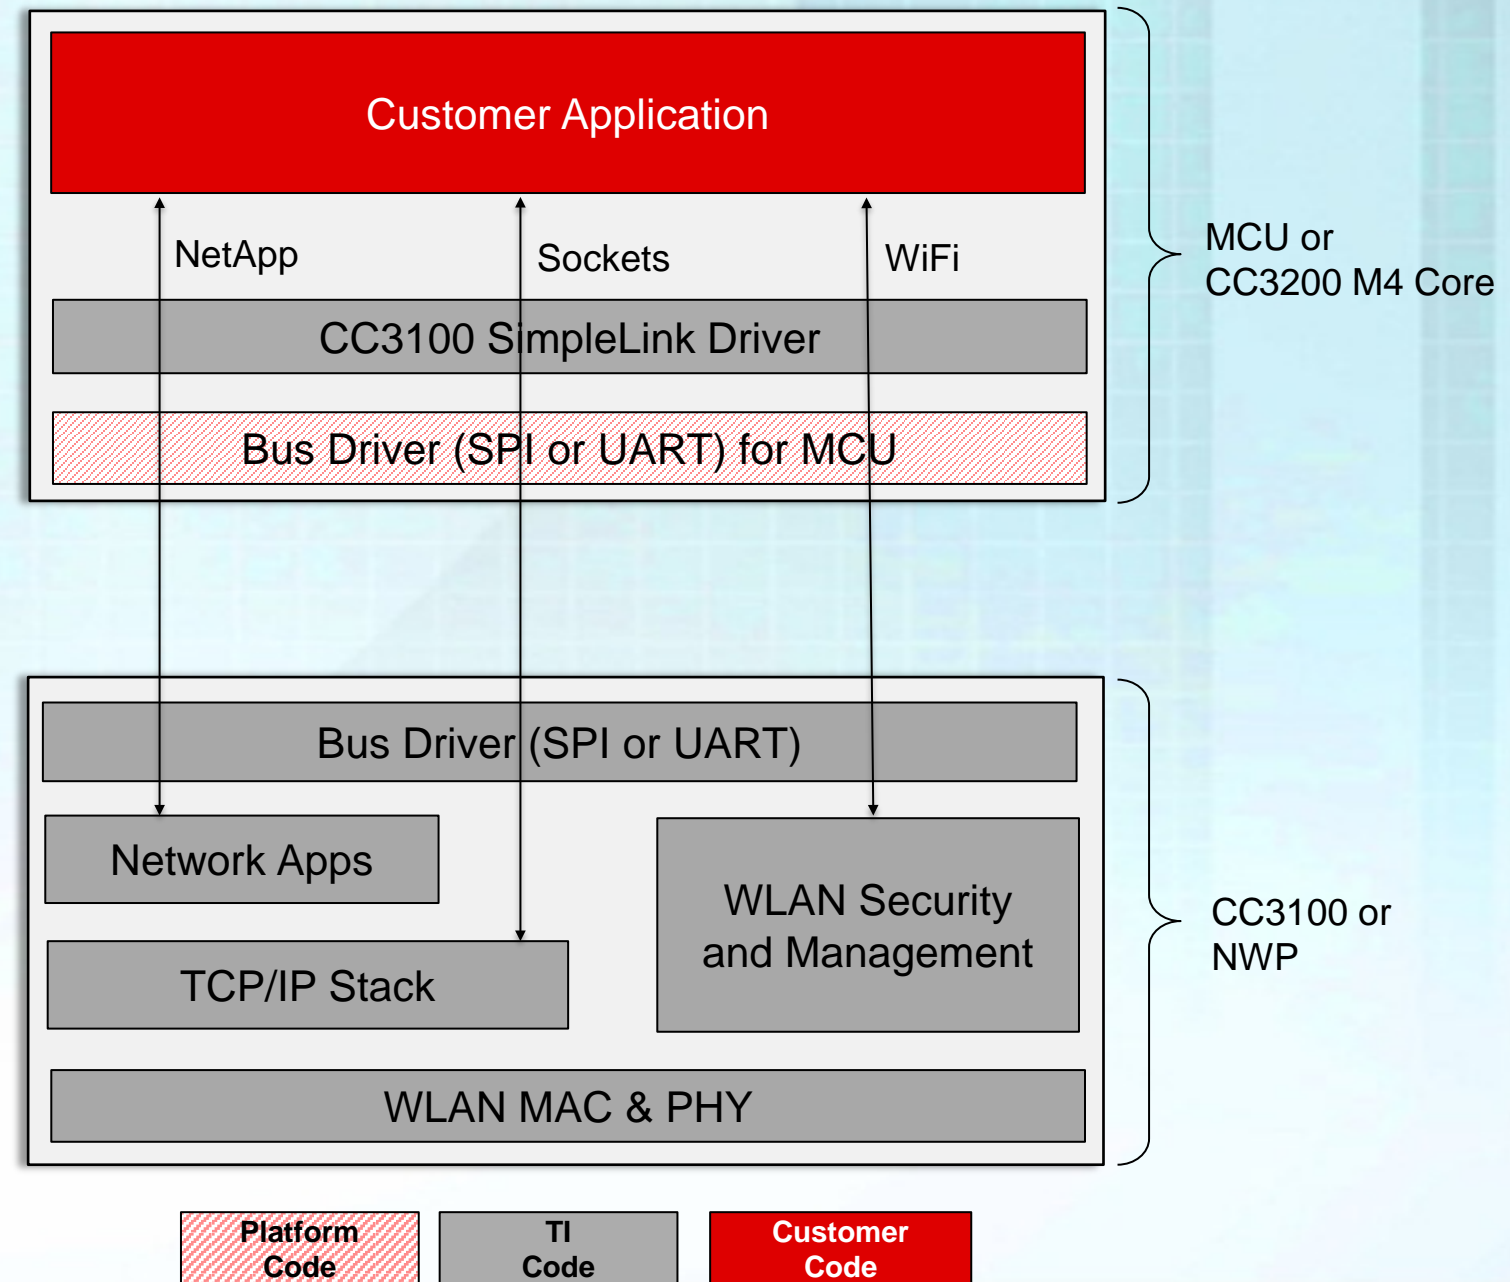 Customer Application
NetApp
Sockets
WiFi
MCU or
CC3200 M4 Core
CC3100 SimpleLink Driver
Bus Driver (SPI or UART) for MCU
Bus Driver (SPI or UART)
Network Apps
WLAN Security
and Management
TCP/IP Stack
CC3100 or
NWP
WLAN MAC & PHY
Platform
Code
TI
Code
Customer
Code